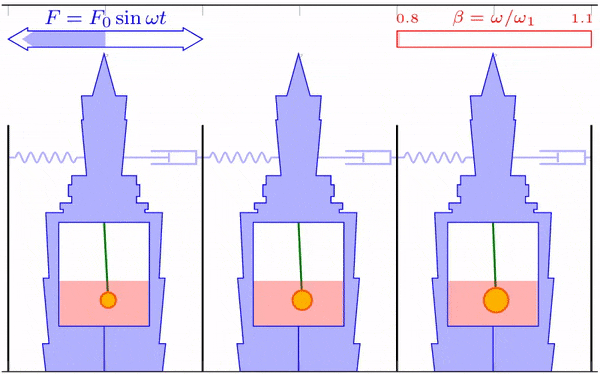 F = F₀ sin ωt
0.8 β = ω/ω₁ 1.1